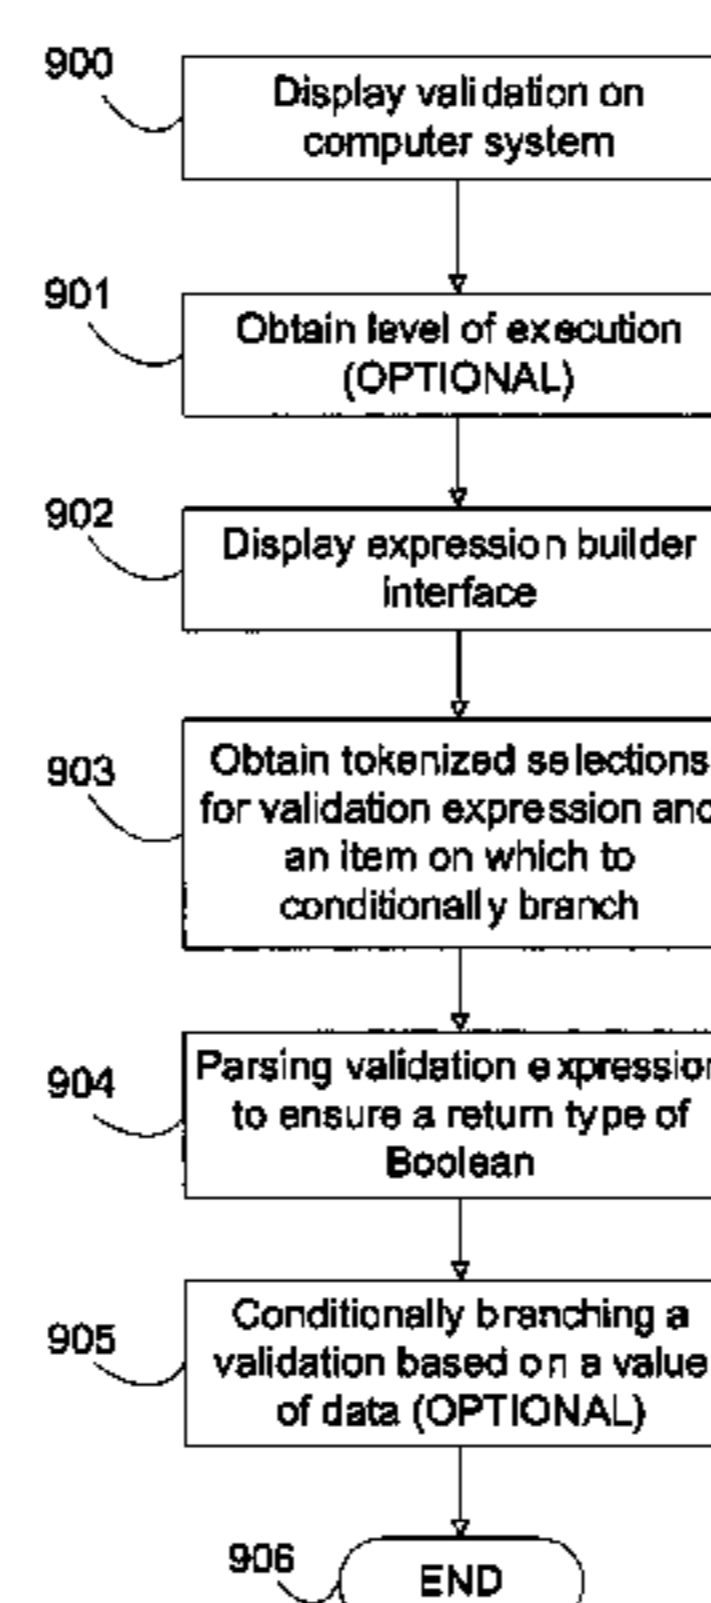 900
Display validation on
computer system
901
Obtain level of execution
(OPTIONAL)
902
Display expression builder
interface
903
Obtain tokenized selections
for validation expression and
an item on which to
conditionally branch
904
Parsing validation expression
to ensure a return type of
Boolean
905
Conditionally branching a
validation based on a value
of data (OPTIONAL)
906
END